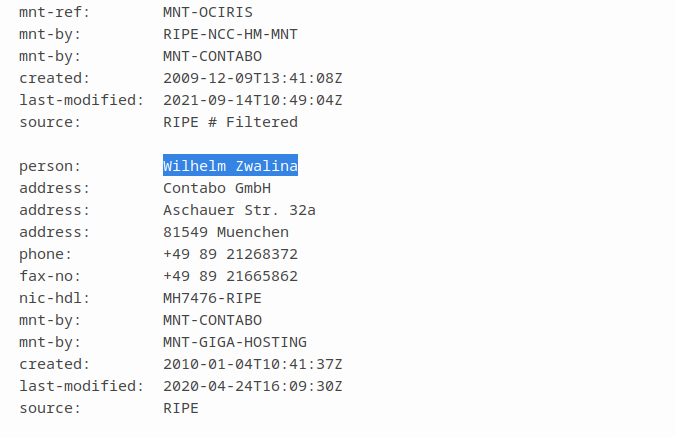 mnt-ref: MNT-OCIRIS
mnt-by: RIPE-NCC-HM-MNT
mnt-by: MNT-CONTABO
created: 2009-12-09T13:41:08Z
last-modified: 2021-09-14T10:49:04Z
source: RIPE # Filtered

person: Wilhelm Zwalina
address: Contabo GmbH
address: Aschauer Str. 32a
address: 81549 Muenchen
phone: +49 89 21268372
fax-no: +49 89 21665862
nic-hdl: MH7476-RIPE
mnt-by: MNT-CONTABO
mnt-by: MNT-GIGA-HOSTING
created: 2010-01-04T10:41:37Z
last-modified: 2020-04-24T16:09:30Z
source: RIPE